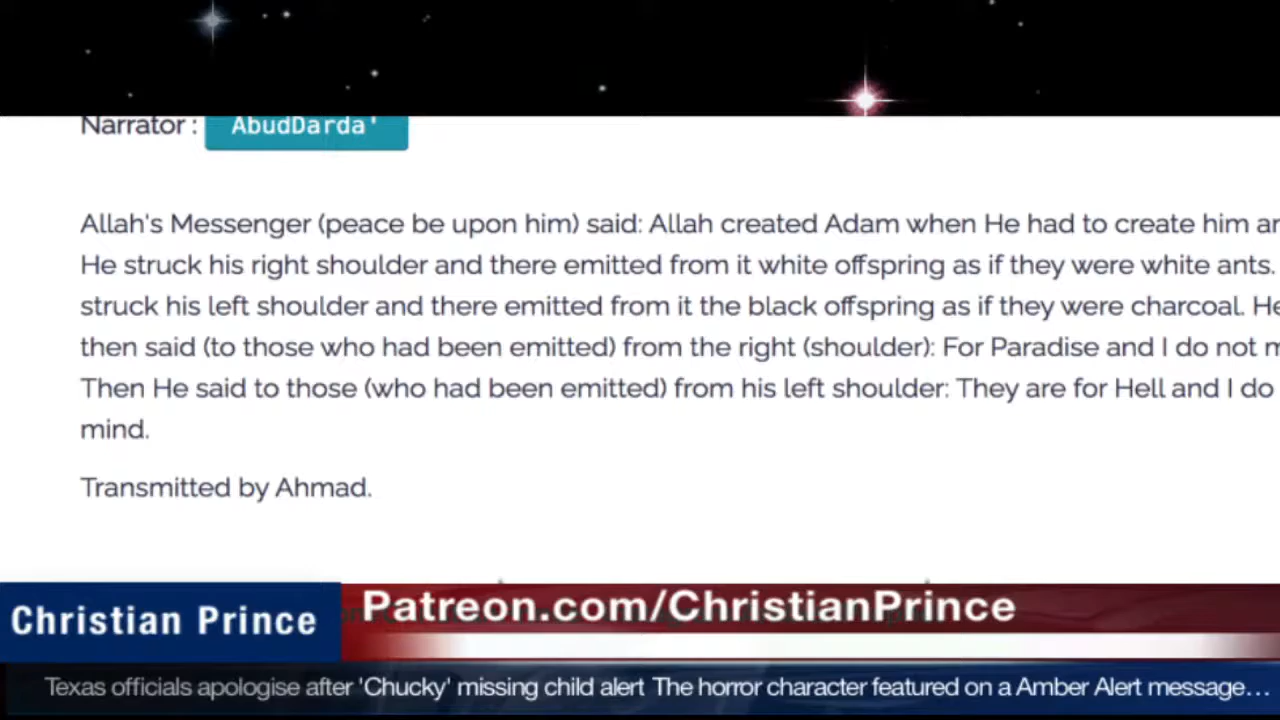 Narrator : AbudDarda'
Allah's Messenger (peace be upon him) said: Allah created Adam when He had to create him an
He struck his right shoulder and there emitted from it white offspring as if they were white ants.
struck his left shoulder and there emitted from it the black offspring as if they were charcoal. He
then said (to those who had been emitted) from the right (shoulder): For Paradise and I do not m
Then He said to those (who had been emitted) from his left shoulder: They are for Hell and I do
mind.
Transmitted by Ahmad.
Christian Prince
Patreon.com/ChristianPrince
Texas officials apologise after 'Chucky' missing child alert The horror character featured on a Amber Alert message...